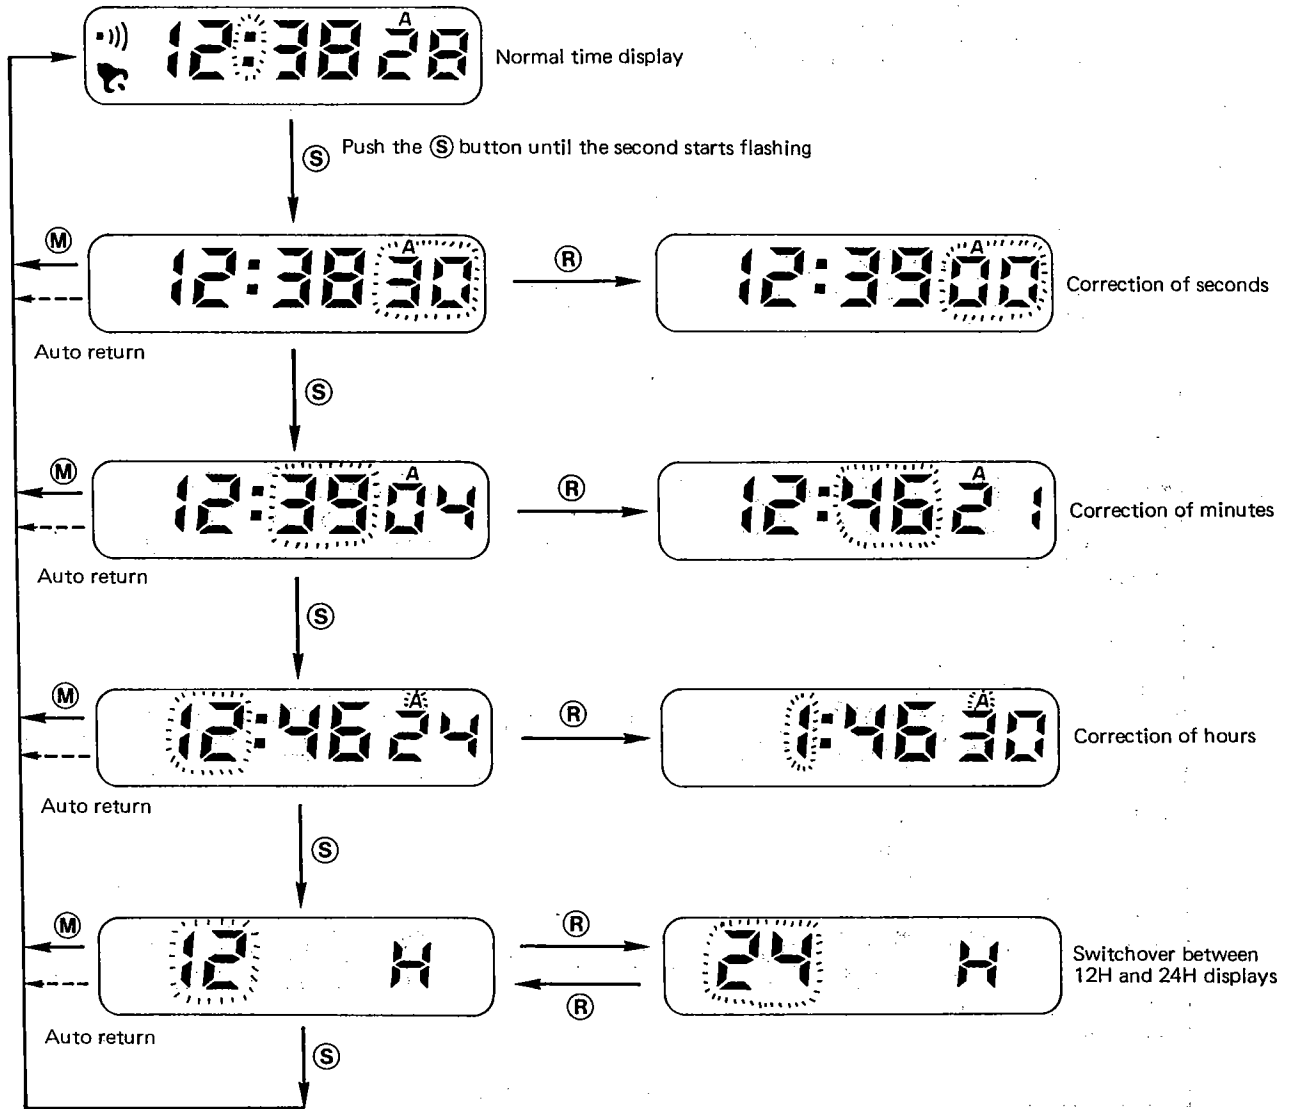 12:38 A 28
Normal time display
Ⓢ Push the Ⓢ button until the second starts flashing
Ⓜ
12:38 A 30
Ⓡ
12:39 A 00
Correction of seconds
Auto return
Ⓢ
Ⓜ
12:39 A 04
Ⓡ
12:46 A 21
Correction of minutes
Auto return
Ⓢ
Ⓜ
12:46 A 24
Ⓡ
1:46 A 30
Correction of hours
Auto return
Ⓢ
Ⓜ
12 H
Ⓡ
Ⓡ
24 H
Switchover between
12H and 24H displays
Auto return
Ⓢ